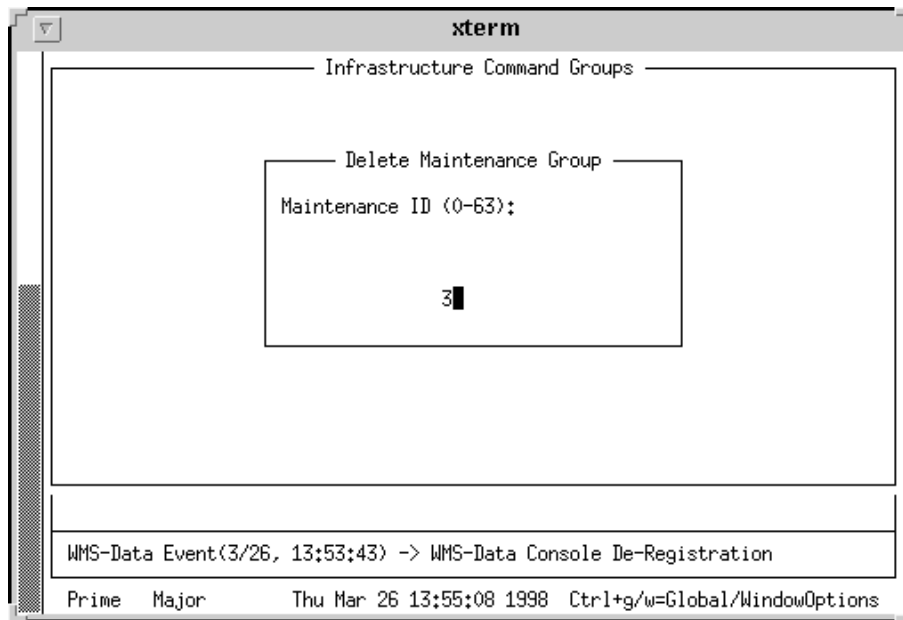 xterm
Infrastructure Command Groups
Delete Maintenance Group
Maintenance ID (0-63):
3
WMS-Data Event(3/26, 13:53:43) -> WMS-Data Console De-Registration
Prime Major Thu Mar 26 13:55:08 1998 Ctrl+g/w=Global/WindowOptions